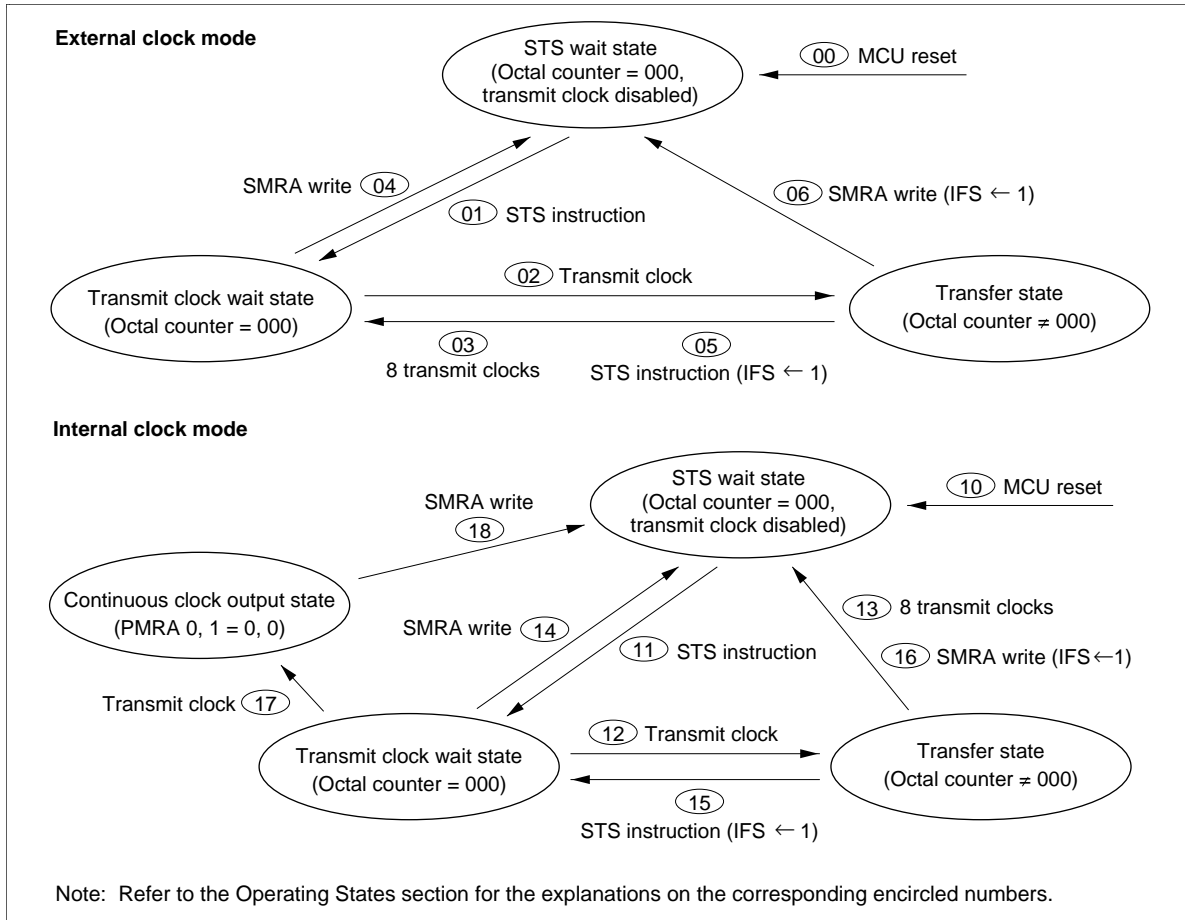 External clock mode
STS wait state
(Octal counter = 000,
transmit clock disabled)
00 MCU reset
SMRA write 04
01 STS instruction
06 SMRA write (IFS ← 1)
02 Transmit clock
Transmit clock wait state
(Octal counter = 000)
Transfer state
(Octal counter ≠ 000)
03
8 transmit clocks
05
STS instruction (IFS ← 1)
Internal clock mode
STS wait state
(Octal counter = 000,
transmit clock disabled)
10 MCU reset
SMRA write
18
Continuous clock output state
(PMRA 0, 1 = 0, 0)
13 8 transmit clocks
SMRA write 14
11 STS instruction
16 SMRA write (IFS←1)
Transmit clock 17
12 Transmit clock
Transmit clock wait state
(Octal counter = 000)
Transfer state
(Octal counter ≠ 000)
15
STS instruction (IFS ← 1)
Note: Refer to the Operating States section for the explanations on the corresponding encircled numbers.